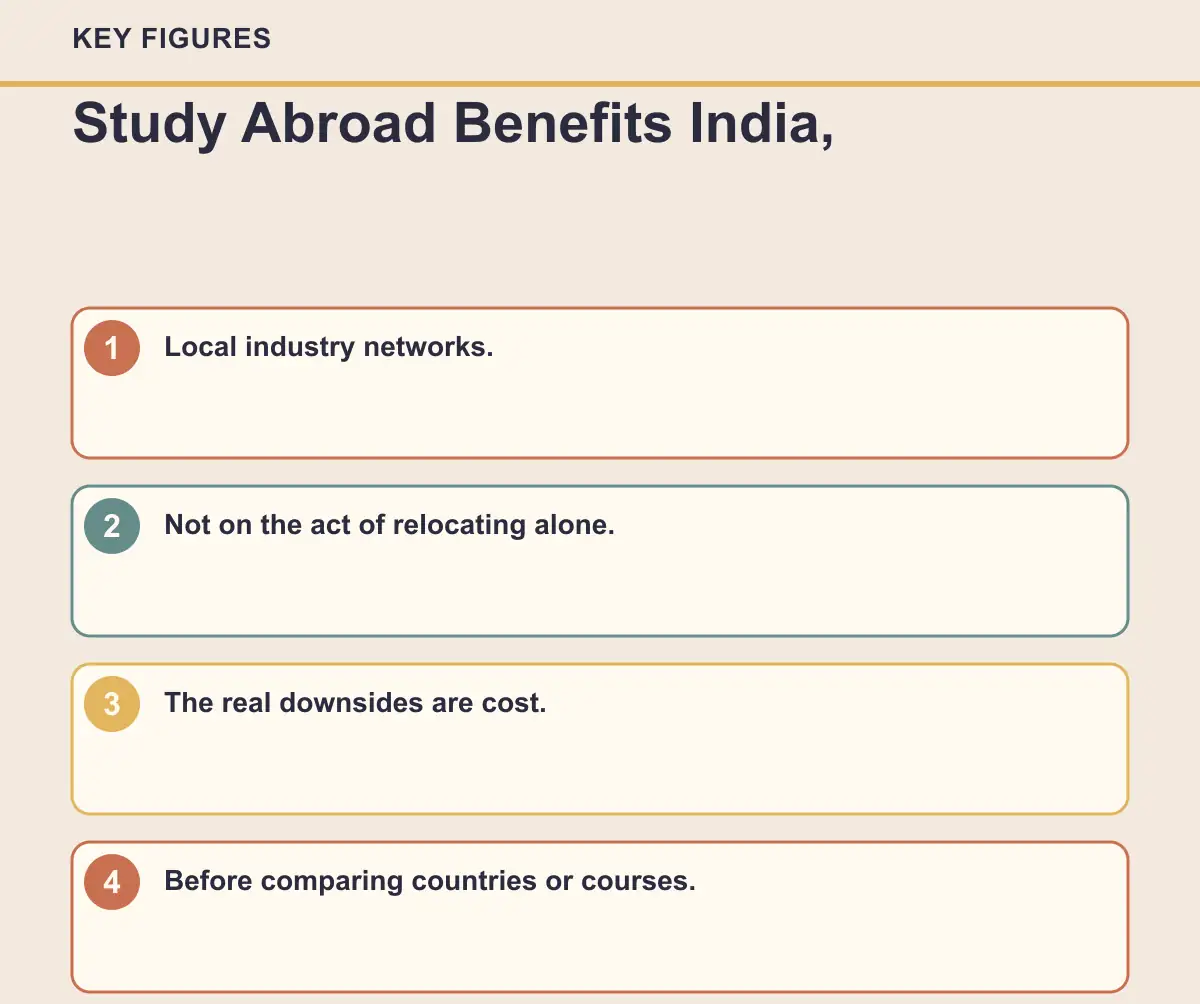 KEY FIGURES
Study Abroad Benefits India,
1 Local industry networks.
2 Not on the act of relocating alone.
3 The real downsides are cost.
4 Before comparing countries or courses.